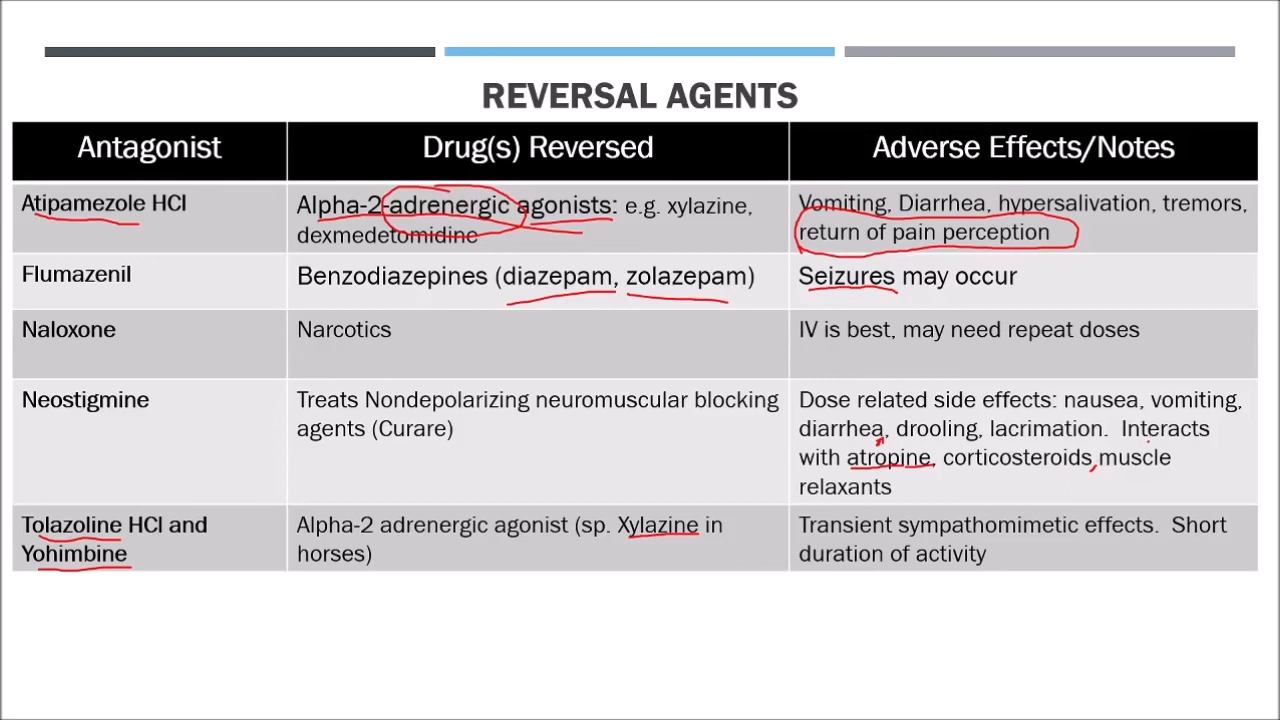 REVERSAL AGENTS
Antagonist
Drug(s) Reversed
Adverse Effects/Notes
Atipamezole HCl
Alpha-2-adrenergic agonists: e.g. xylazine,
dexmedetomidine
Vomiting, Diarrhea, hypersalivation, tremors,
return of pain perception
Flumazenil
Benzodiazepines (diazepam, zolazepam)
Seizures may occur
Naloxone
Narcotics
IV is best, may need repeat doses
Neostigmine
Treats Nondepolarizing neuromuscular blocking
agents (Curare)
Dose related side effects: nausea, vomiting,
diarrhea, drooling, lacrimation. Interacts
with atropine, corticosteroids,muscle
relaxants
Tolazoline HCl and
Yohimbine
Alpha-2 adrenergic agonist (sp. Xylazine in
horses)
Transient sympathomimetic effects. Short
duration of activity